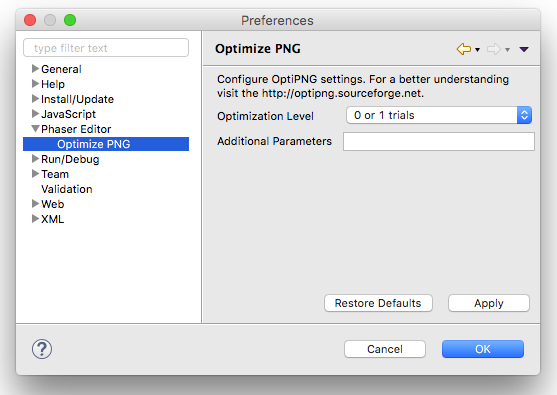 Preferences
type filter text
General
Help
Install/Update
JavaScript
Phaser Editor
Optimize PNG
Run/Debug
Team
Validation
Web
XML
Optimize PNG
Configure OptiPNG settings. For a better understanding
visit the http://optipng.sourceforge.net.
Optimization Level 0 or 1 trials
Additional Parameters
Restore Defaults Apply
? Cancel OK